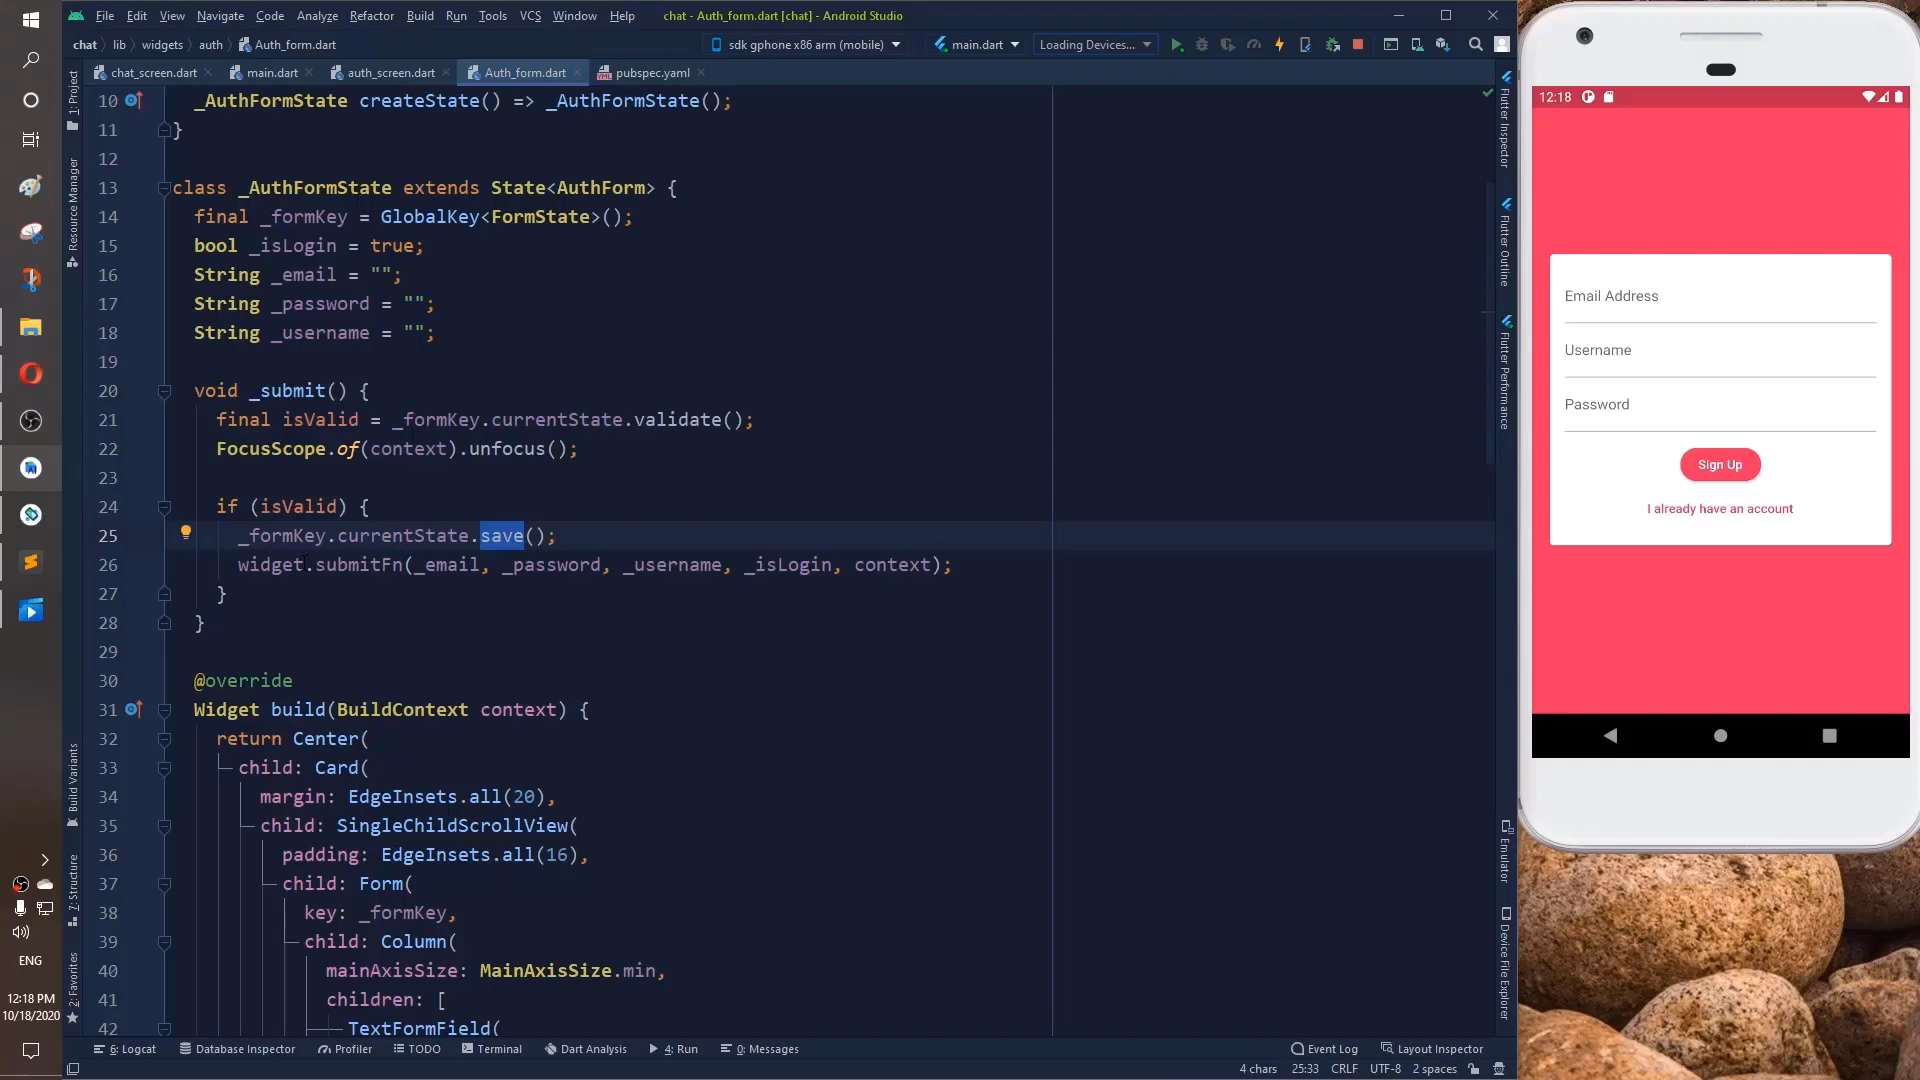 File Edit View Navigate Code Analyze Refactor Build Run Tools VCS Window Help chat - Auth_form.dart [chat] - Android Studio
chat lib widgets auth Auth_form.dart sdk gphone x86 arm (mobile) main.dart Loading Devices...
chat_screen.dart main.dart auth_screen.dart Auth_form.dart pubspec.yaml
10 _AuthFormState createState() => _AuthFormState();
11 }
12
13 class _AuthFormState extends State<AuthForm> {
14 final _formKey = GlobalKey<FormState>();
15 bool _isLogin = true;
16 String _email = "";
17 String _password = "";
18 String _username = "";
19
20 void _submit() {
21 final isValid = _formKey.currentState.validate();
22 FocusScope.of(context).unfocus();
23
24 if (isValid) {
25 _formKey.currentState.save();
26 widget.submitFn(_email, _password, _username, _isLogin, context);
27 }
28 }
29
30 @override
31 Widget build(BuildContext context) {
32 return Center(
33 child: Card(
34 margin: EdgeInsets.all(20),
35 child: SingleChildScrollView(
36 padding: EdgeInsets.all(16),
37 child: Form(
38 key: _formKey,
39 child: Column(
40 mainAxisSize: MainAxisSize.min,
41 children: [
42 TextFormField(
1: Project
Resource Manager
Build Variants
7: Structure
2: Favorites
Flutter Inspector
Flutter Outline
Flutter Performance
Emulator
Device File Explorer
6: Logcat Database Inspector Profiler TODO Terminal Dart Analysis 4: Run 0: Messages Event Log Layout Inspector
4 chars 25:33 CRLF UTF-8 2 spaces
ENG
12:18 PM
10/18/2020
12:18
Email Address
Username
Password
Sign Up
I already have an account